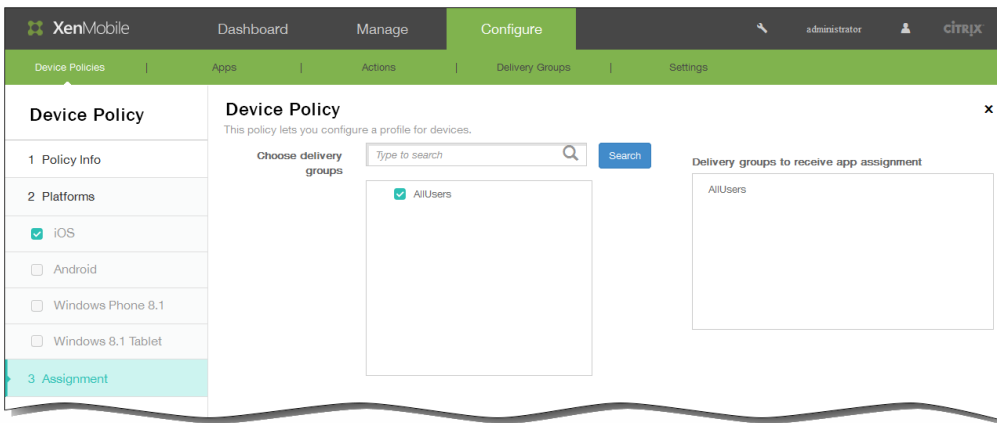 XenMobile Dashboard Manage Configure administrator CİTRIX
Device Policies | Apps | Actions | Delivery Groups | Settings
Device Policy
1 Policy Info
2 Platforms
iOS
Android
Windows Phone 8.1
Windows 8.1 Tablet
3 Assignment
Device Policy x
This policy lets you configure a profile for devices.
Choose delivery
groups
Type to search
Search
AllUsers
Delivery groups to receive app assignment
AllUsers